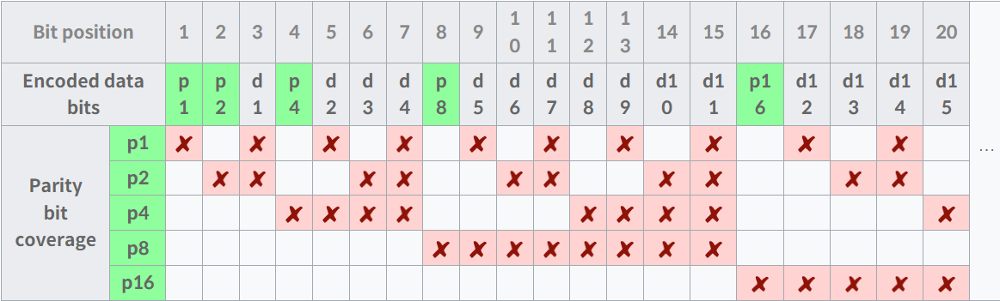 Bit position 1 2 3 4 5 6 7 8 9 10 11 12 13 14 15 16 17 18 19 20
Encoded data bits p1 p2 d1 p4 d2 d3 d4 p8 d5 d6 d7 d8 d9 d10 d11 p16 d12 d13 d14 d15
Parity bit coverage
p1 ✘ ✘ ✘ ✘ ✘ ✘ ✘ ✘ ✘ ✘ ...
p2 ✘ ✘ ✘ ✘ ✘ ✘ ✘ ✘ ✘ ✘
p4 ✘ ✘ ✘ ✘ ✘ ✘ ✘ ✘ ✘
p8 ✘ ✘ ✘ ✘ ✘ ✘ ✘ ✘
p16 ✘ ✘ ✘ ✘ ✘